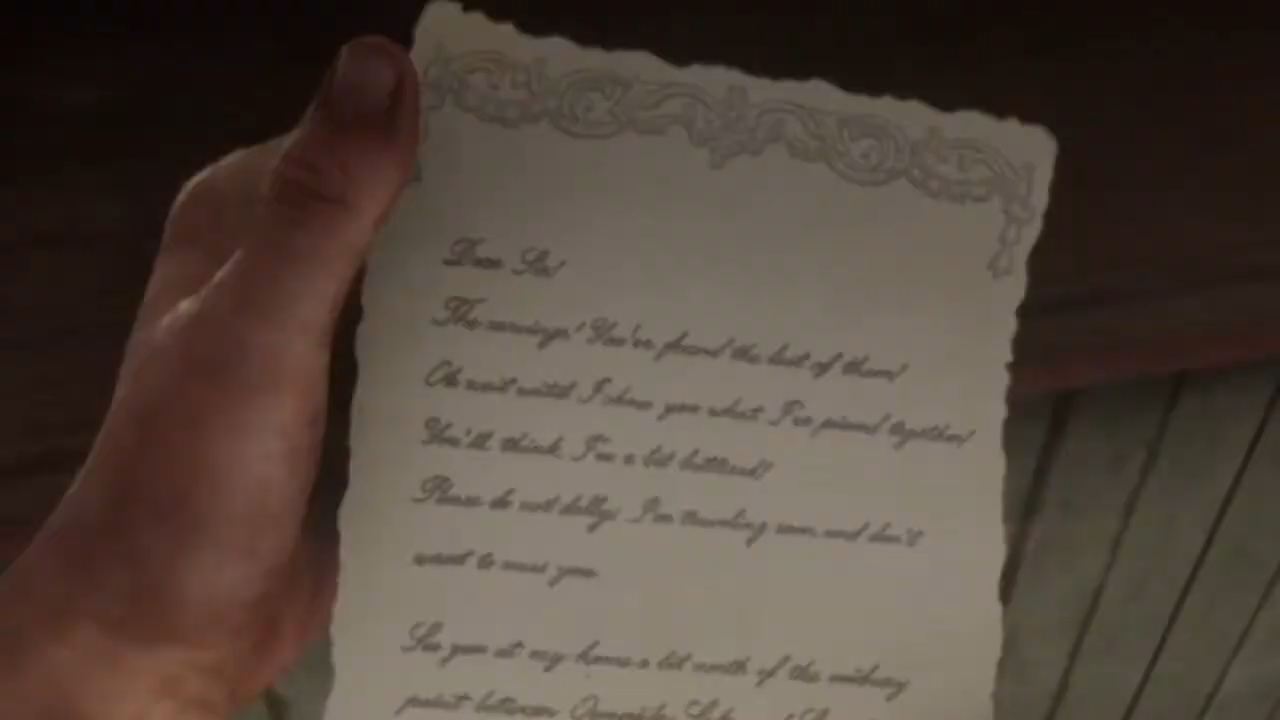 Dear Sir!
The carvings! You've found the last of them!
Oh wait until I show you what I've pieced together!
You'll think I'm a bit batty!
Please do not dally, I'm traveling soon and don't
want to miss you.
See you at my home a bit north of the midway
point between